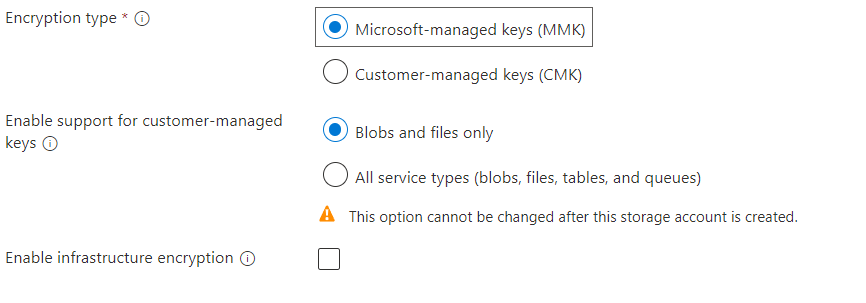 Encryption type *
Microsoft-managed keys (MMK)
Customer-managed keys (CMK)
Enable support for customer-managed
keys
Blobs and files only
All service types (blobs, files, tables, and queues)
This option cannot be changed after this storage account is created.
Enable infrastructure encryption